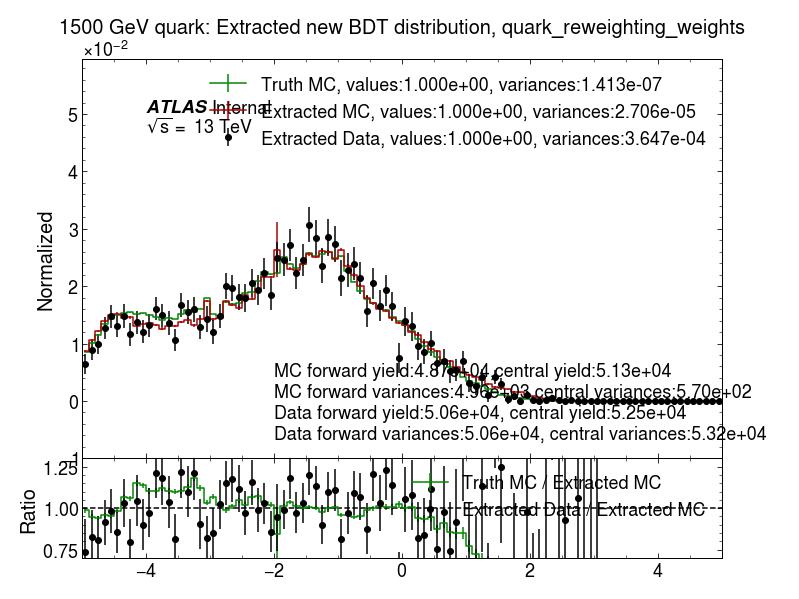 1500 GeV quark: Extracted new BDT distribution, quark_reweighting_weights
×10⁻²
Truth MC, values:1.000e+00, variances:1.413e-07
ATLAS Internal
Extracted MC, values:1.000e+00, variances:2.706e-05
√s = 13 TeV
Extracted Data, values:1.000e+00, variances:3.647e-04
5
4
3
2
1
0
Normalized
MC forward yield:4.87e+04, central yield:5.13e+04
MC forward variances:4.96e+03, central variances:5.70e+02
Data forward yield:5.06e+04, central yield:5.25e+04
Data forward variances:5.06e+04, central variances:5.32e+04
1.25
1.00
0.75
Ratio
Truth MC / Extracted MC
Extracted Data / Extracted MC
−4 −2 0 2 4